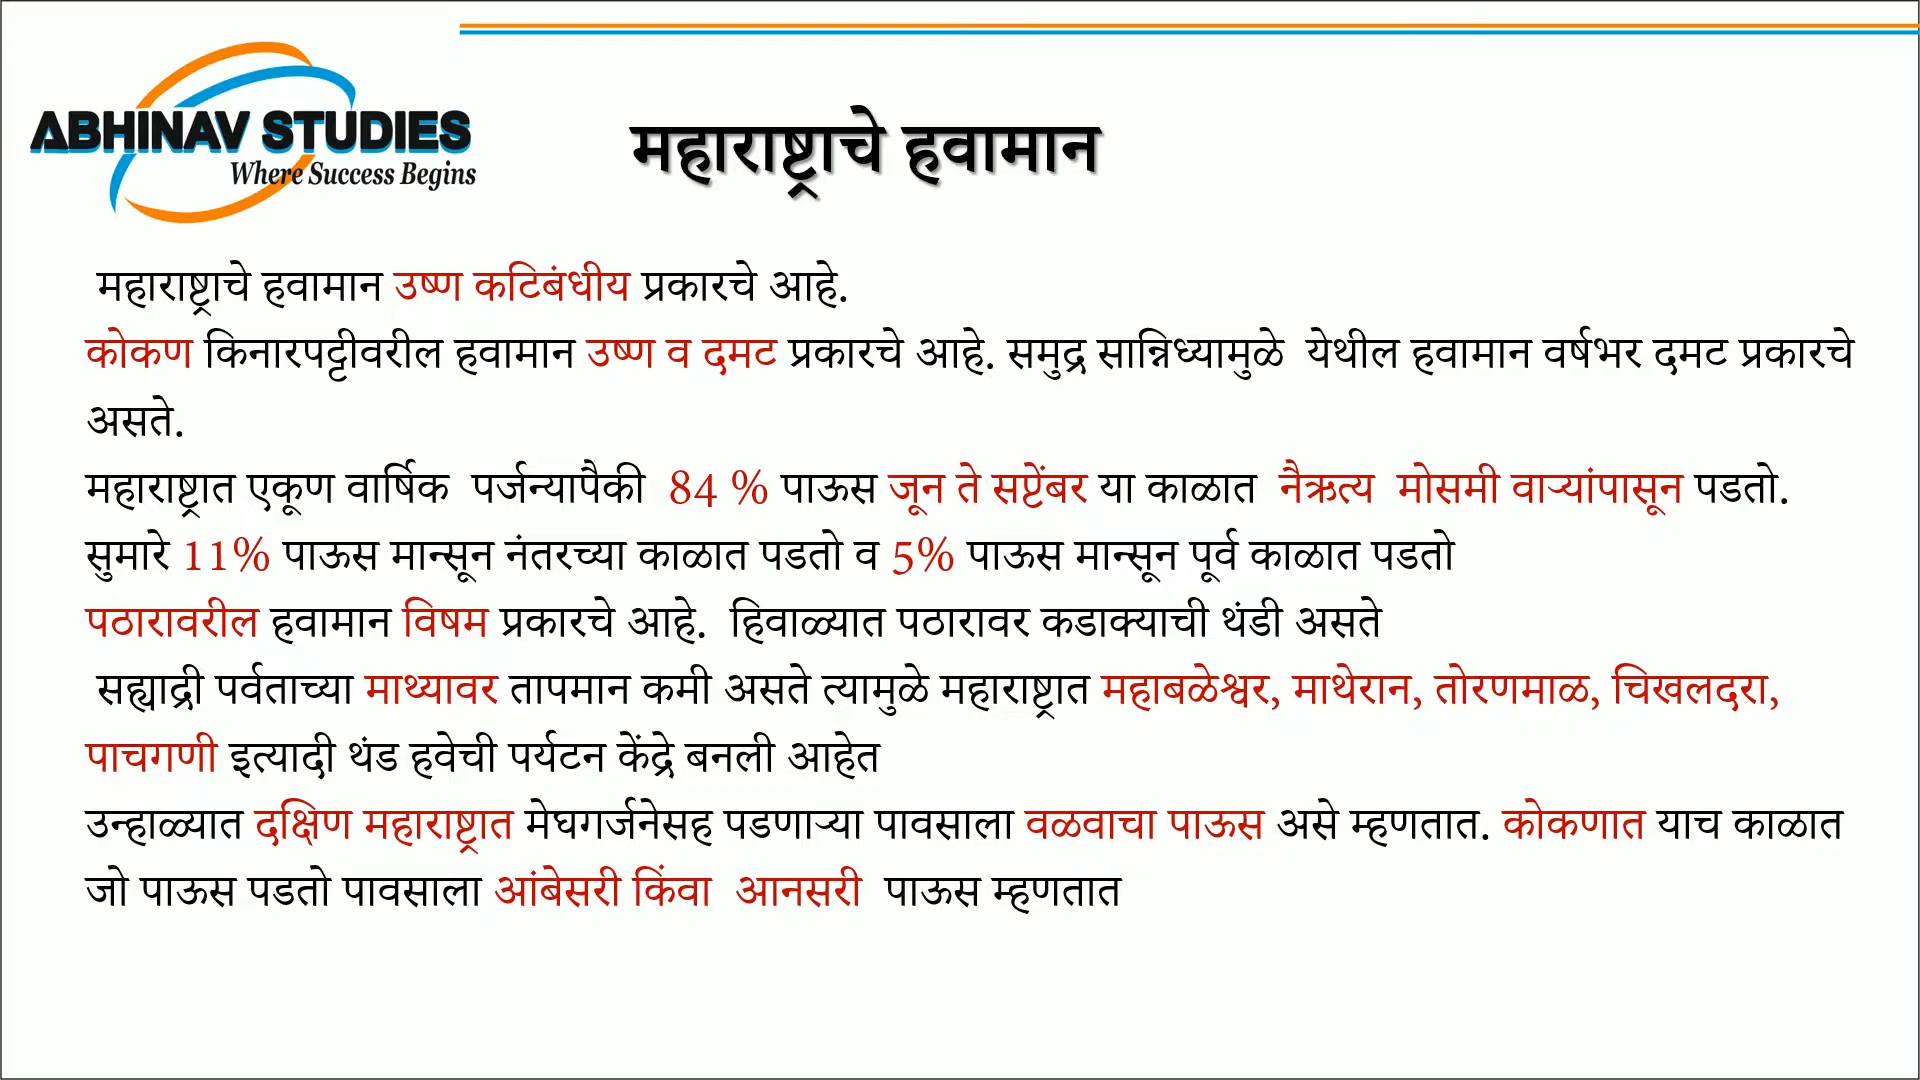 ABHINAV STUDIES
Where Success Begins
महाराष्ट्राचे हवामान
महाराष्ट्राचे हवामान उष्ण कटिबंधीय प्रकारचे आहे.
कोकण किनारपट्टीवरील हवामान उष्ण व दमट प्रकारचे आहे. समुद्र सान्निध्यामुळे येथील हवामान वर्षभर दमट प्रकारचे
असते.
महाराष्ट्रात एकूण वार्षिक पर्जन्यापैकी 84 % पाऊस जून ते सप्टेंबर या काळात नैऋत्य मोसमी वाऱ्यांपासून पडतो.
सुमारे 11% पाऊस मान्सून नंतरच्या काळात पडतो व 5% पाऊस मान्सून पूर्व काळात पडतो
पठारावरील हवामान विषम प्रकारचे आहे. हिवाळ्यात पठारावर कडाक्याची थंडी असते
सह्याद्री पर्वताच्या माथ्यावर तापमान कमी असते त्यामुळे महाराष्ट्रात महाबळेश्वर, माथेरान, तोरणमाळ, चिखलदरा,
पाचगणी इत्यादी थंड हवेची पर्यटन केंद्रे बनली आहेत
उन्हाळ्यात दक्षिण महाराष्ट्रात मेघगर्जनेसह पडणाऱ्या पावसाला वळवाचा पाऊस असे म्हणतात. कोकणात याच काळात
जो पाऊस पडतो पावसाला आंबेसरी किंवा आनसरी पाऊस म्हणतात